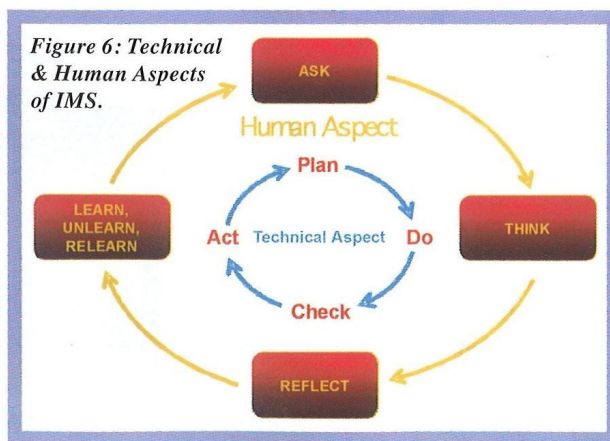 Figure 6: Technical
& Human Aspects
of IMS.
ASK
Human Aspect
Plan
LEARN,
UNLEARN,
RELEARN
Act
Technical Aspect
Do
THINK
Check
REFLECT